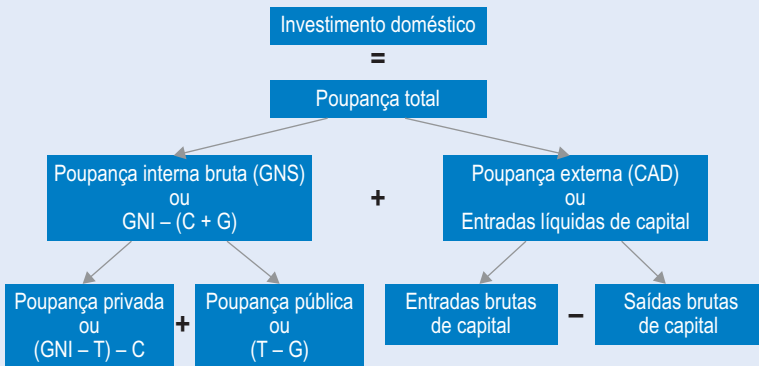 Investimento doméstico
=
Poupança total
Poupança interna bruta (GNS)
ou
GNI – (C + G)
+
Poupança externa (CAD)
ou
Entradas líquidas de capital
Poupança privada
ou
(GNI – T) – C
+
Poupança pública
ou
(T – G)
Entradas brutas
de capital
–
Saídas brutas
de capital